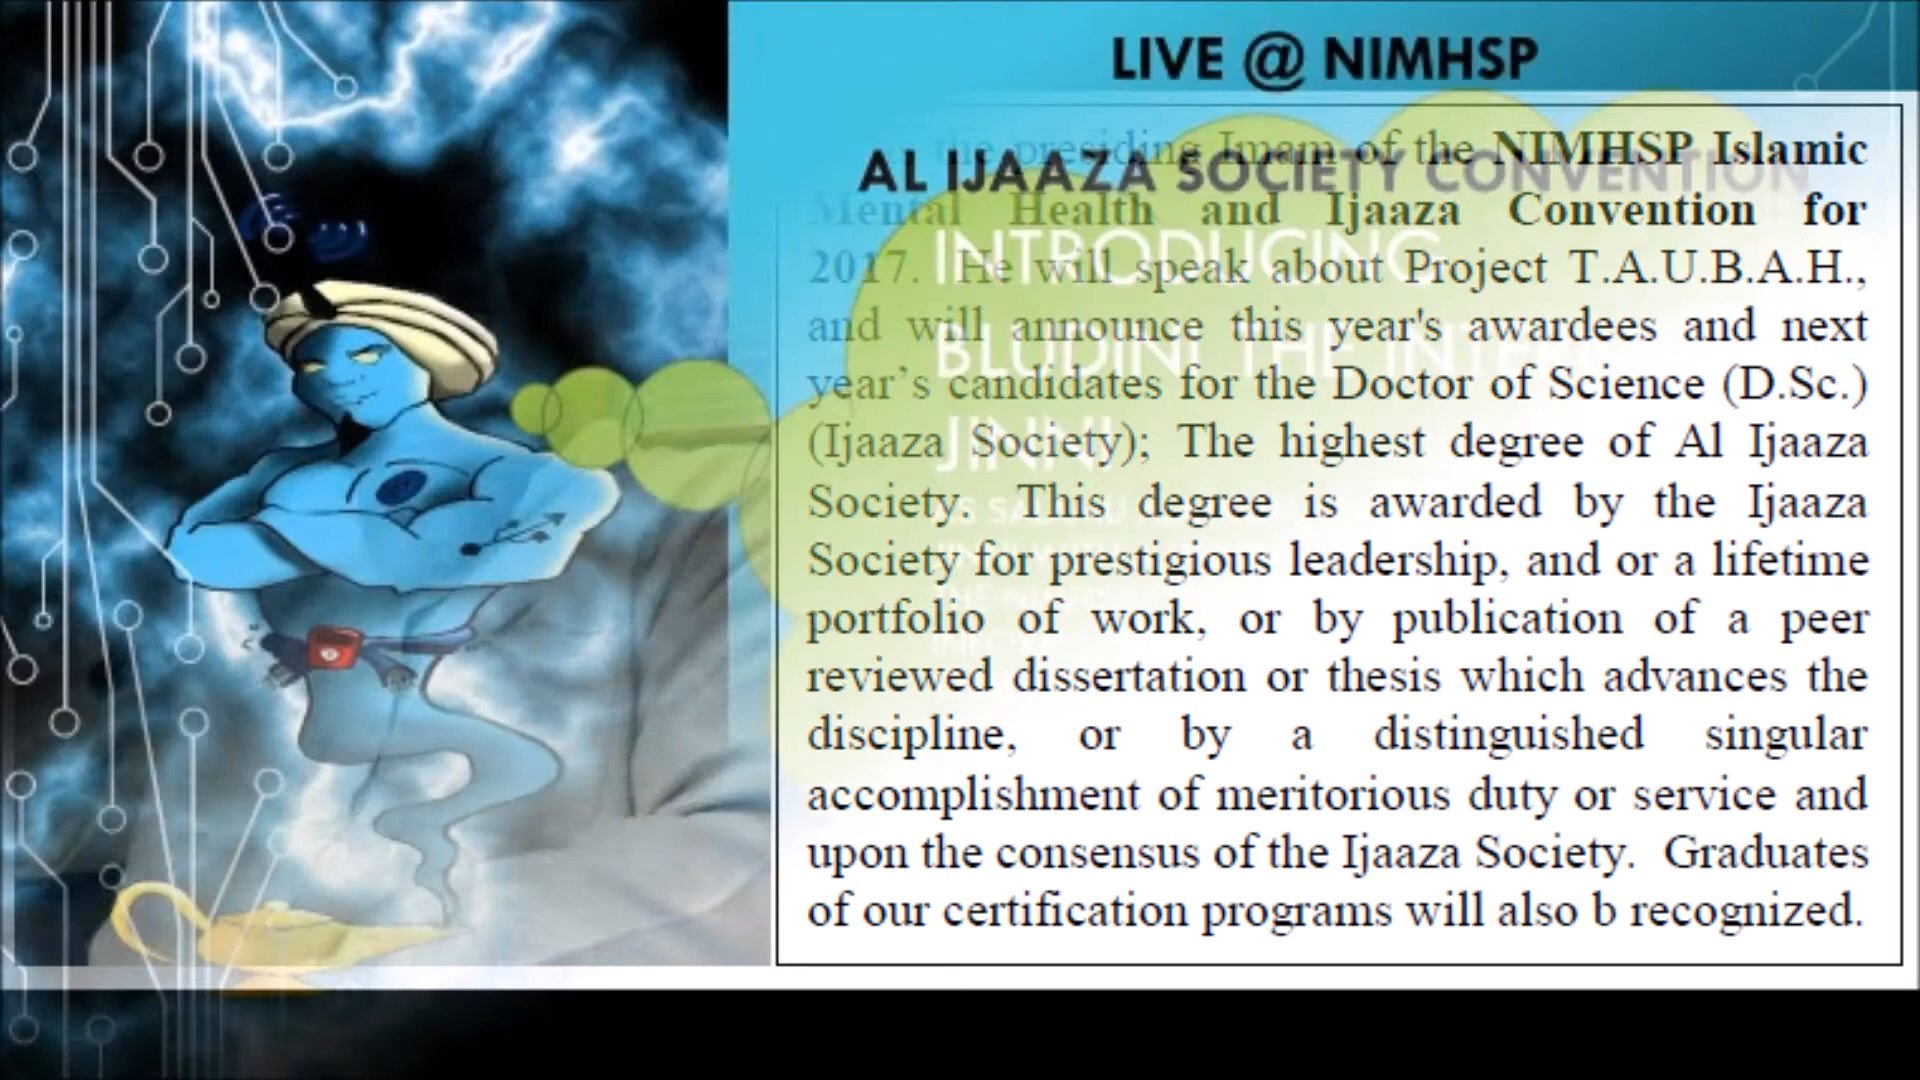 LIVE @ NIMHSP
AL IJAAZA SOCIETY CONVENTION
the presiding Imam of the NIMHSP Islamic
Mental Health and Ijaaza Convention for
2017. He will speak about Project T.A.U.B.A.H.,
and will announce this year's awardees and next
year’s candidates for the Doctor of Science (D.Sc.)
(Ijaaza Society); The highest degree of Al Ijaaza
Society. This degree is awarded by the Ijaaza
Society for prestigious leadership, and or a lifetime
portfolio of work, or by publication of a peer
reviewed dissertation or thesis which advances the
discipline, or by a distinguished singular
accomplishment of meritorious duty or service and
upon the consensus of the Ijaaza Society. Graduates
of our certification programs will also b recognized.
INTRODUCING
BLUDINI THE
JINNI